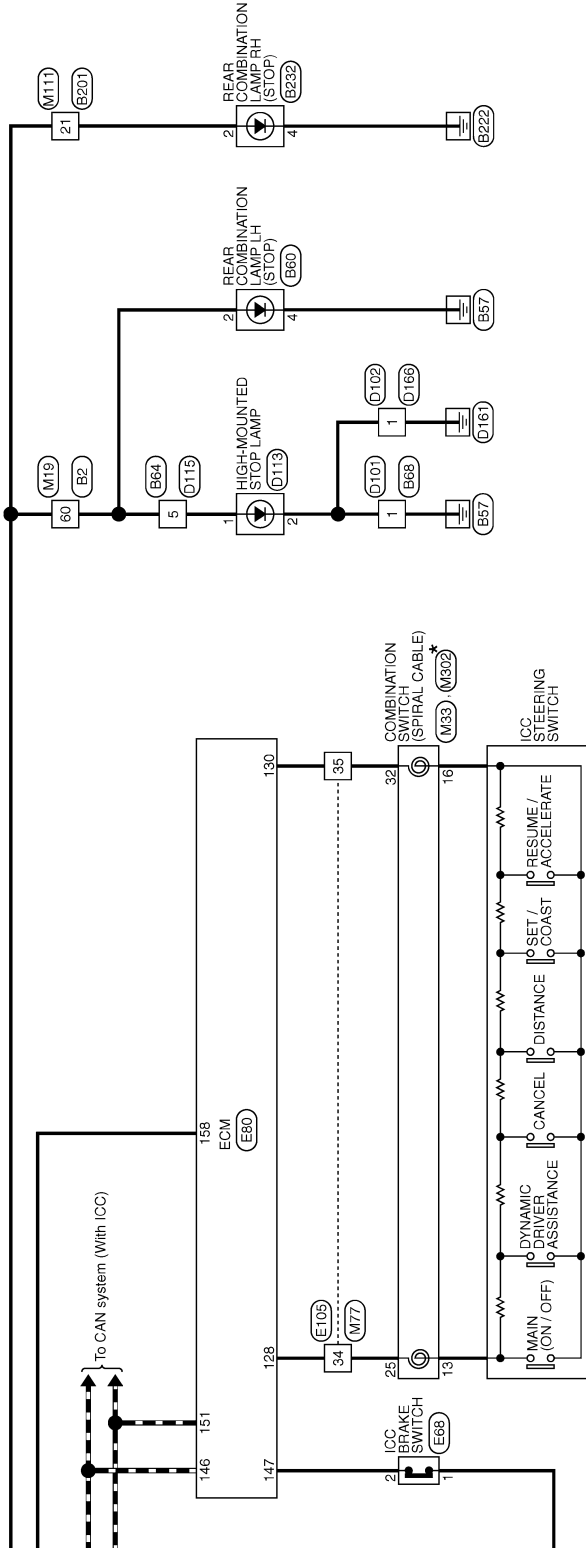 M111
21
B201
REAR
COMBINATION
LAMP RH
(STOP)
B232
2
4
B222
REAR
COMBINATION
LAMP LH
(STOP)
B60
2
4
B57
M19
60
B2
B64
5
D115
HIGH-MOUNTED
STOP LAMP
D113
1
2
D102
1
D166
D161
D101
1
B68
B57
COMBINATION
SWITCH
(SPIRAL CABLE)
M33 , M302
*
130
35
32
16
ICC
STEERING
SWITCH
RESUME /
ACCELERATE
SET /
COAST
DISTANCE
CANCEL
DYNAMIC
DRIVER
ASSISTANCE
MAIN
(ON / OFF)
158
ECM
E80
To CAN system (With ICC)
E105
34
M77
128
25
13
151
146
147
ICC
BRAKE
SWITCH
E68
2
1